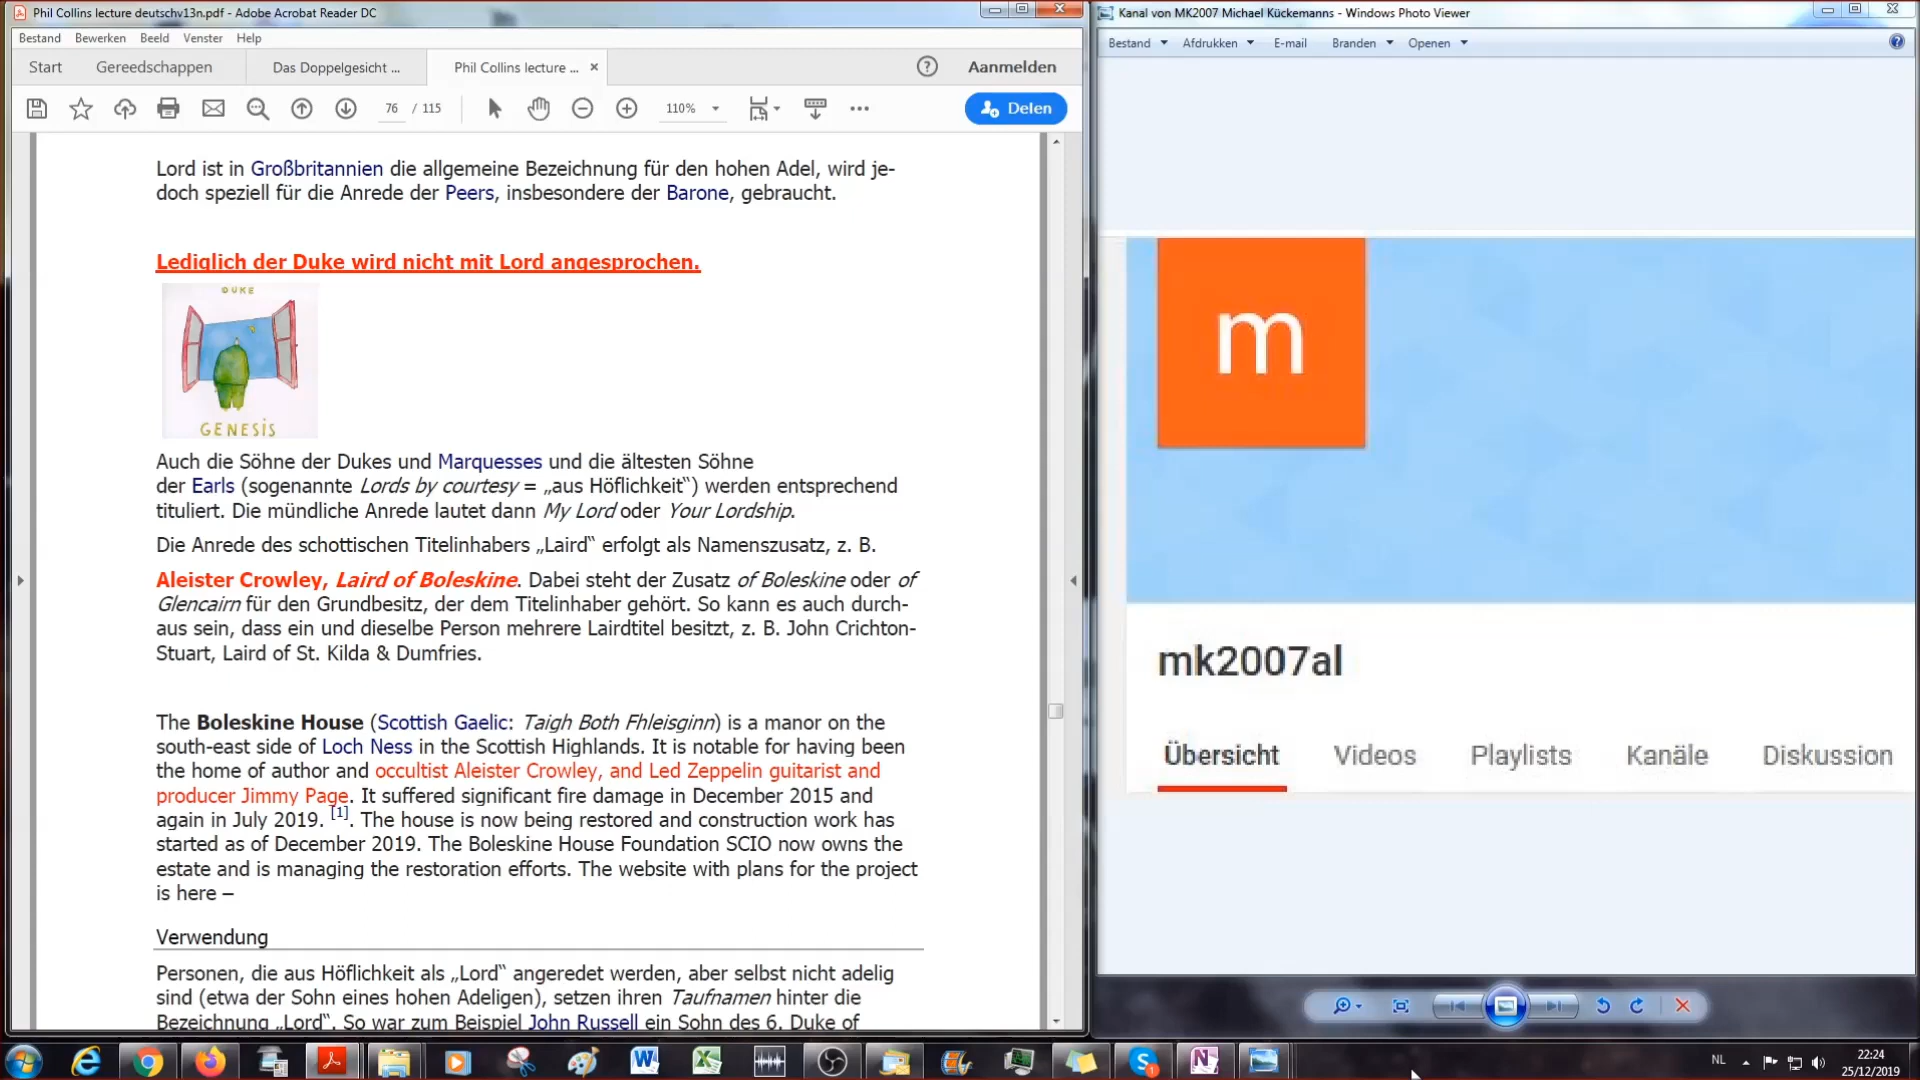 Phil Collins lecture deutschv13n.pdf - Adobe Acrobat Reader DC
Bestand Bewerken Beeld Venster Help
Start Gereedschappen Das Doppelgesicht ... Phil Collins lecture ... × Aanmelden
76 / 115 110% Delen
Lord ist in Großbritannien die allgemeine Bezeichnung für den hohen Adel, wird je-
doch speziell für die Anrede der Peers, insbesondere der Barone, gebraucht.
Lediglich der Duke wird nicht mit Lord angesprochen.
DUKE
GENESIS
Auch die Söhne der Dukes und Marquesses und die ältesten Söhne
der Earls (sogenannte Lords by courtesy = „aus Höflichkeit“) werden entsprechend
tituliert. Die mündliche Anrede lautet dann My Lord oder Your Lordship.
Die Anrede des schottischen Titelinhabers „Laird“ erfolgt als Namenszusatz, z. B.
Aleister Crowley, Laird of Boleskine. Dabei steht der Zusatz of Boleskine oder of
Glencairn für den Grundbesitz, der dem Titelinhaber gehört. So kann es auch durch-
aus sein, dass ein und dieselbe Person mehrere Lairdtitel besitzt, z. B. John Crichton-
Stuart, Laird of St. Kilda & Dumfries.
The Boleskine House (Scottish Gaelic: Taigh Both Fhleisginn) is a manor on the
south-east side of Loch Ness in the Scottish Highlands. It is notable for having been
the home of author and occultist Aleister Crowley, and Led Zeppelin guitarist and
producer Jimmy Page. It suffered significant fire damage in December 2015 and
again in July 2019. [1]. The house is now being restored and construction work has
started as of December 2019. The Boleskine House Foundation SCIO now owns the
estate and is managing the restoration efforts. The website with plans for the project
is here –
Verwendung
Personen, die aus Höflichkeit als „Lord“ angeredet werden, aber selbst nicht adelig
sind (etwa der Sohn eines hohen Adeligen), setzen ihren Taufnamen hinter die
Bezeichnung „Lord“. So war zum Beispiel John Russell ein Sohn des 6. Duke of
Kanal von MK2007 Michael Kückemanns - Windows Photo Viewer
Bestand Afdrukken E-mail Branden Openen
m
mk2007al
Übersicht Videos Playlists Kanäle Diskussion
NL 22:24
25/12/2019